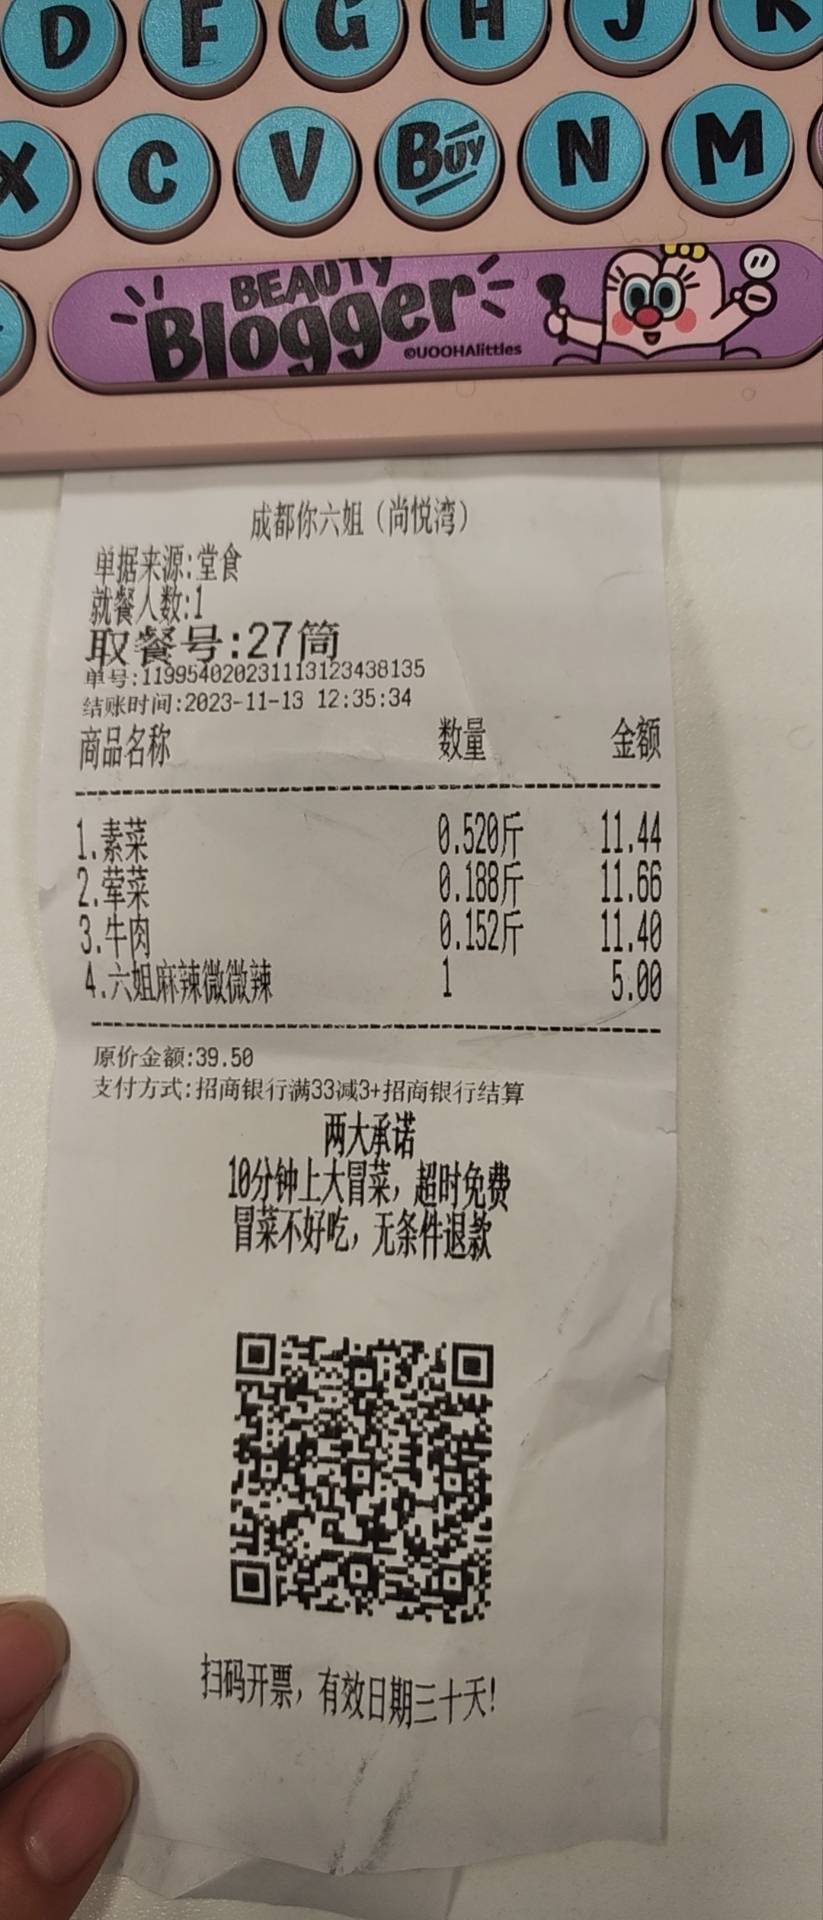 D F G H J K
X C V Buy N M
BEAUTY
Blogger
©UOOHAlittles
成都你六姐（尚悦湾）
单据来源:堂食
就餐人数:1
取餐号:27筒
单号:11995402023111312343​8135
结账时间:2023-11-13 12:35:34
商品名称 数量 金额
1.素菜 0.520斤 11.44
2.荤菜 0.188斤 11.66
3.牛肉 0.152斤 11.40
4.六姐麻辣微微辣 1 5.00
原价金额:39.50
支付方式:招商银行满33减3+招商银行结算
两大承诺
10分钟上大冒菜，超时免费
冒菜不好吃，无条件退款
扫码开票，有效日期三十天!